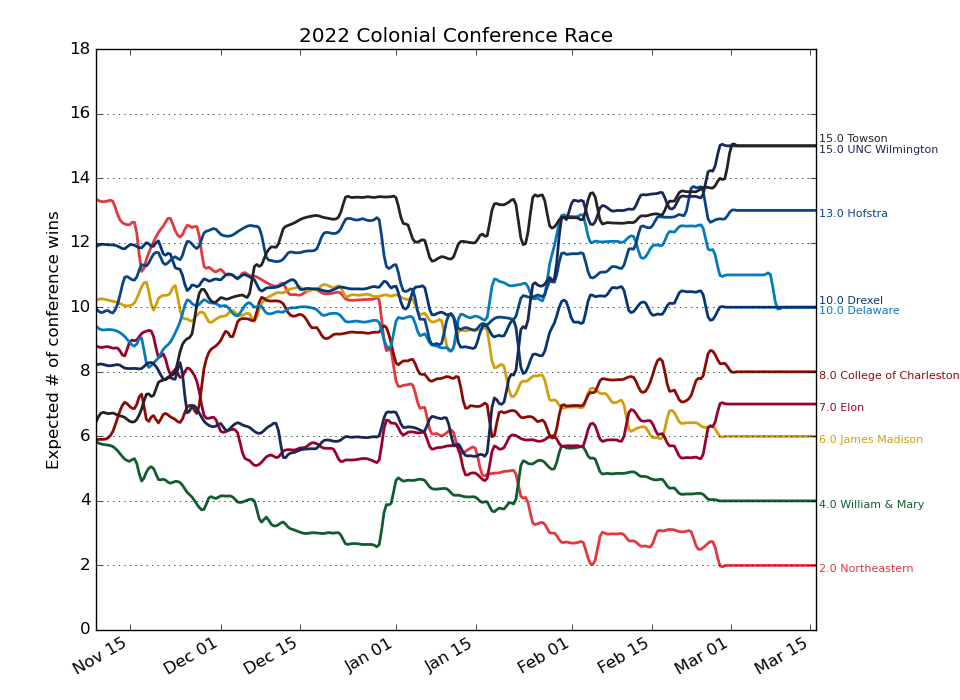 2022 Colonial Conference Race
Expected # of conference wins
18
16
14
12
10
8
6
4
2
0
15.0 Towson
15.0 UNC Wilmington
13.0 Hofstra
10.0 Drexel
10.0 Delaware
8.0 College of Charleston
7.0 Elon
6.0 James Madison
4.0 William & Mary
2.0 Northeastern
Nov 15
Dec 01
Dec 15
Jan 01
Jan 15
Feb 01
Feb 15
Mar 01
Mar 15